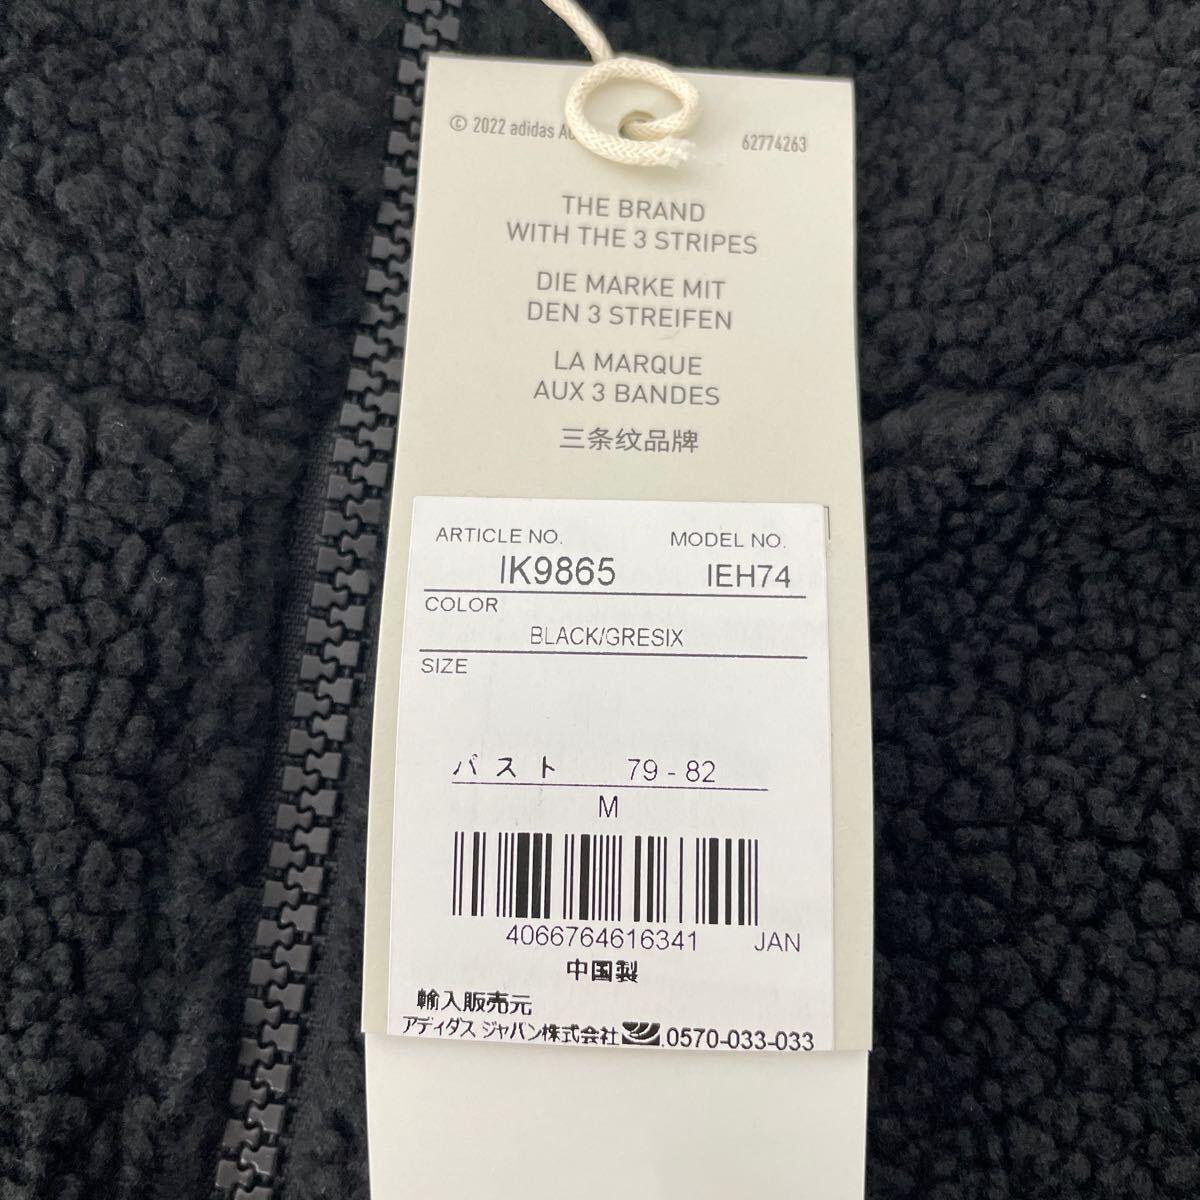 © 2022 adidas
62774263
THE BRAND
WITH THE 3 STRIPES
DIE MARKE MIT
DEN 3 STREIFEN
LA MARQUE
AUX 3 BANDES
三条纹品牌
ARTICLE NO. MODEL NO.
IK9865 IEH74
COLOR
BLACK/GRESIX
SIZE
バスト 79 - 82
M
4066764616341 JAN
中国製
輸入販売元
アディダス ジャパン株式会社 .0570-033-033